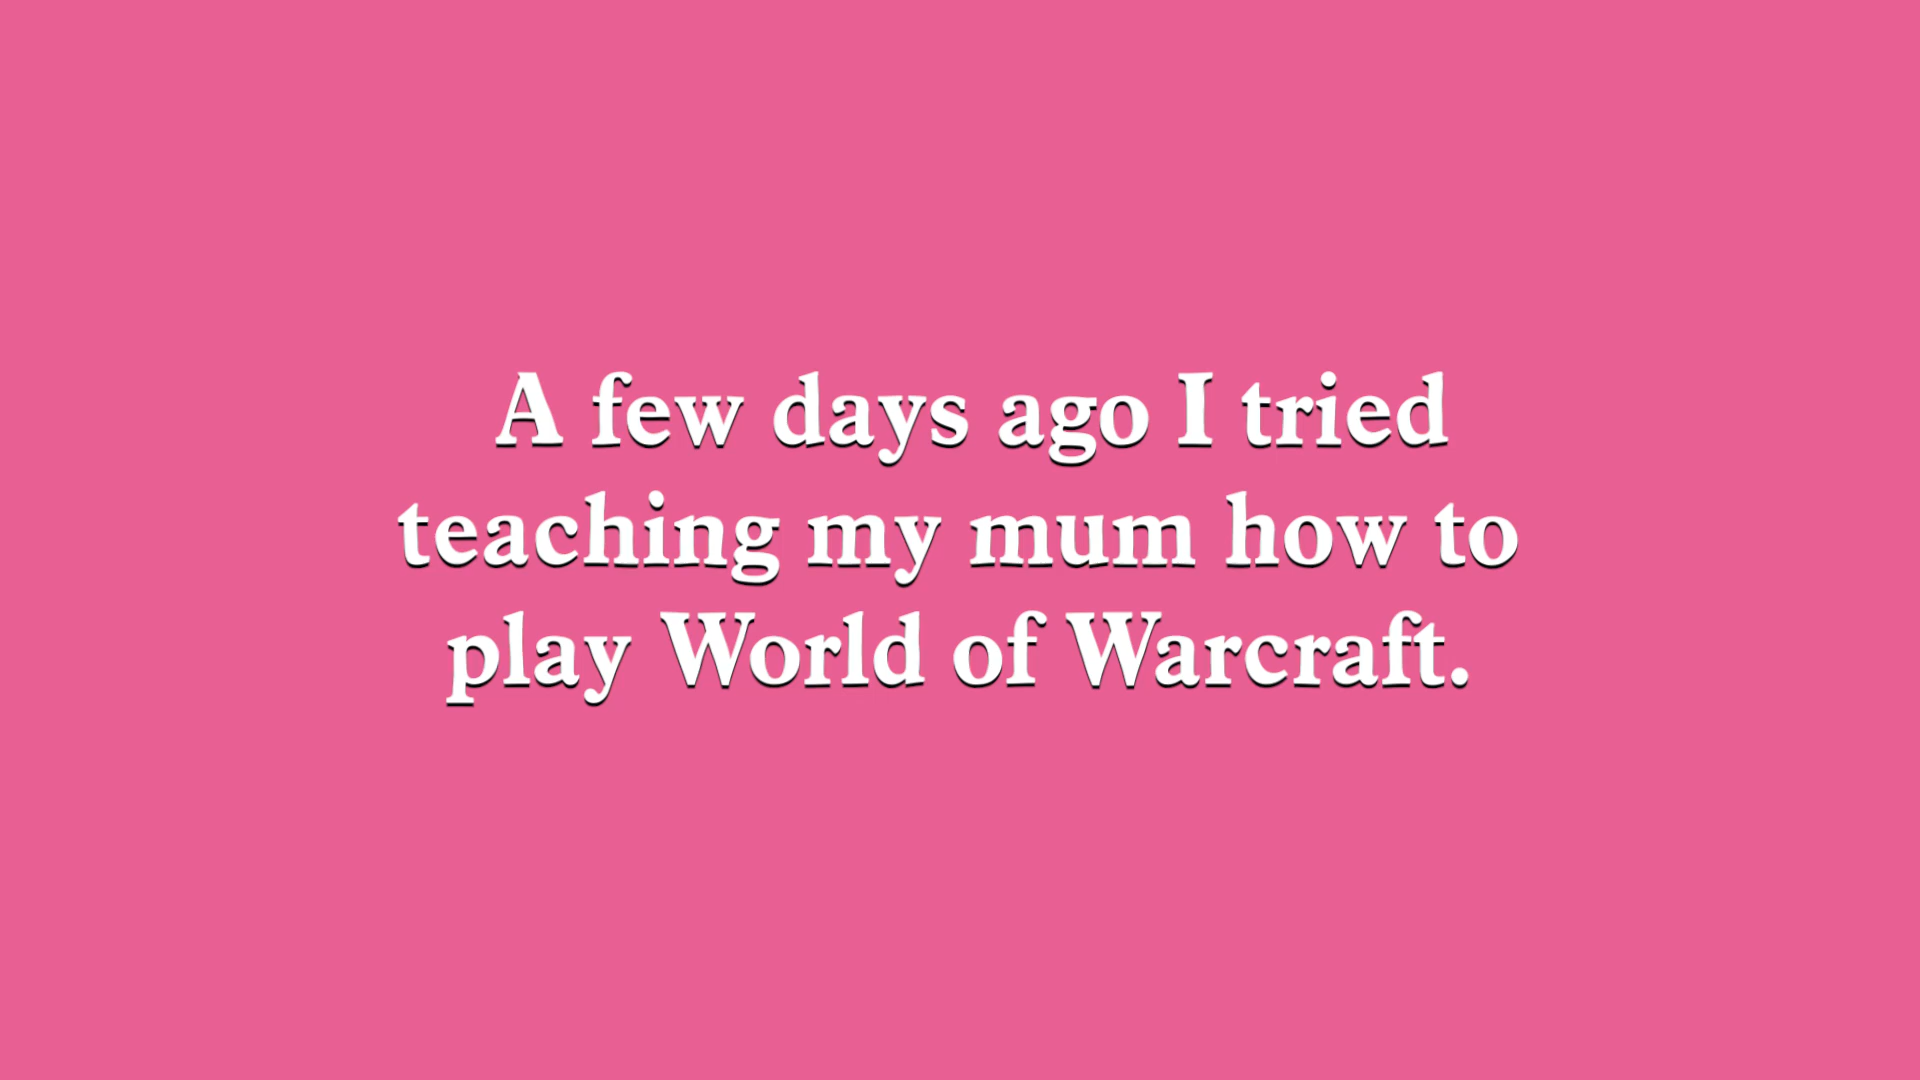 A few days ago I tried
teaching my mum how to
play World of Warcraft.